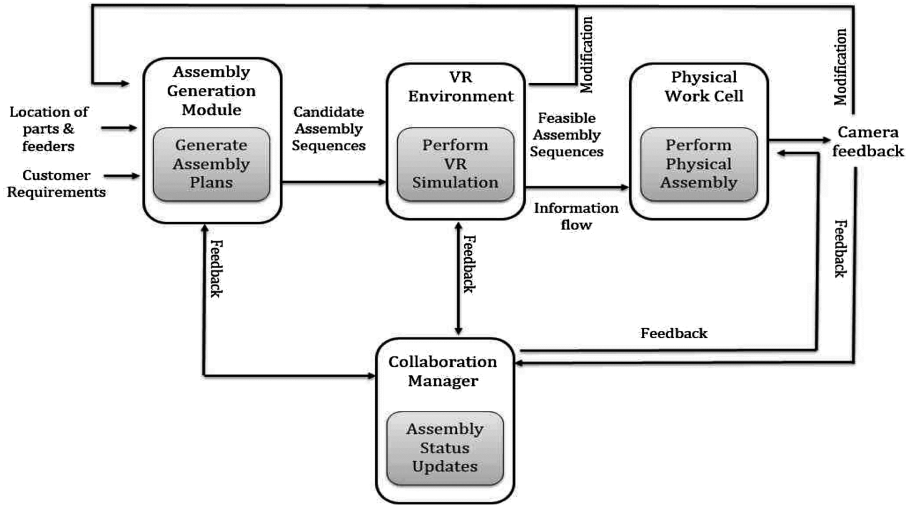 Assembly
Generation
Module
VR
Environment
Modification
Physical
Work Cell
Modification
Location of
parts &
feeders
Customer
Requirements
Generate
Assembly
Plans
Candidate
Assembly
Sequences
Perform
VR
Simulation
Feasible
Assembly
Sequences
Information
flow
Perform
Physical
Assembly
Camera
feedback
Feedback
Feedback
Feedback
Feedback
Collaboration
Manager
Assembly
Status
Updates